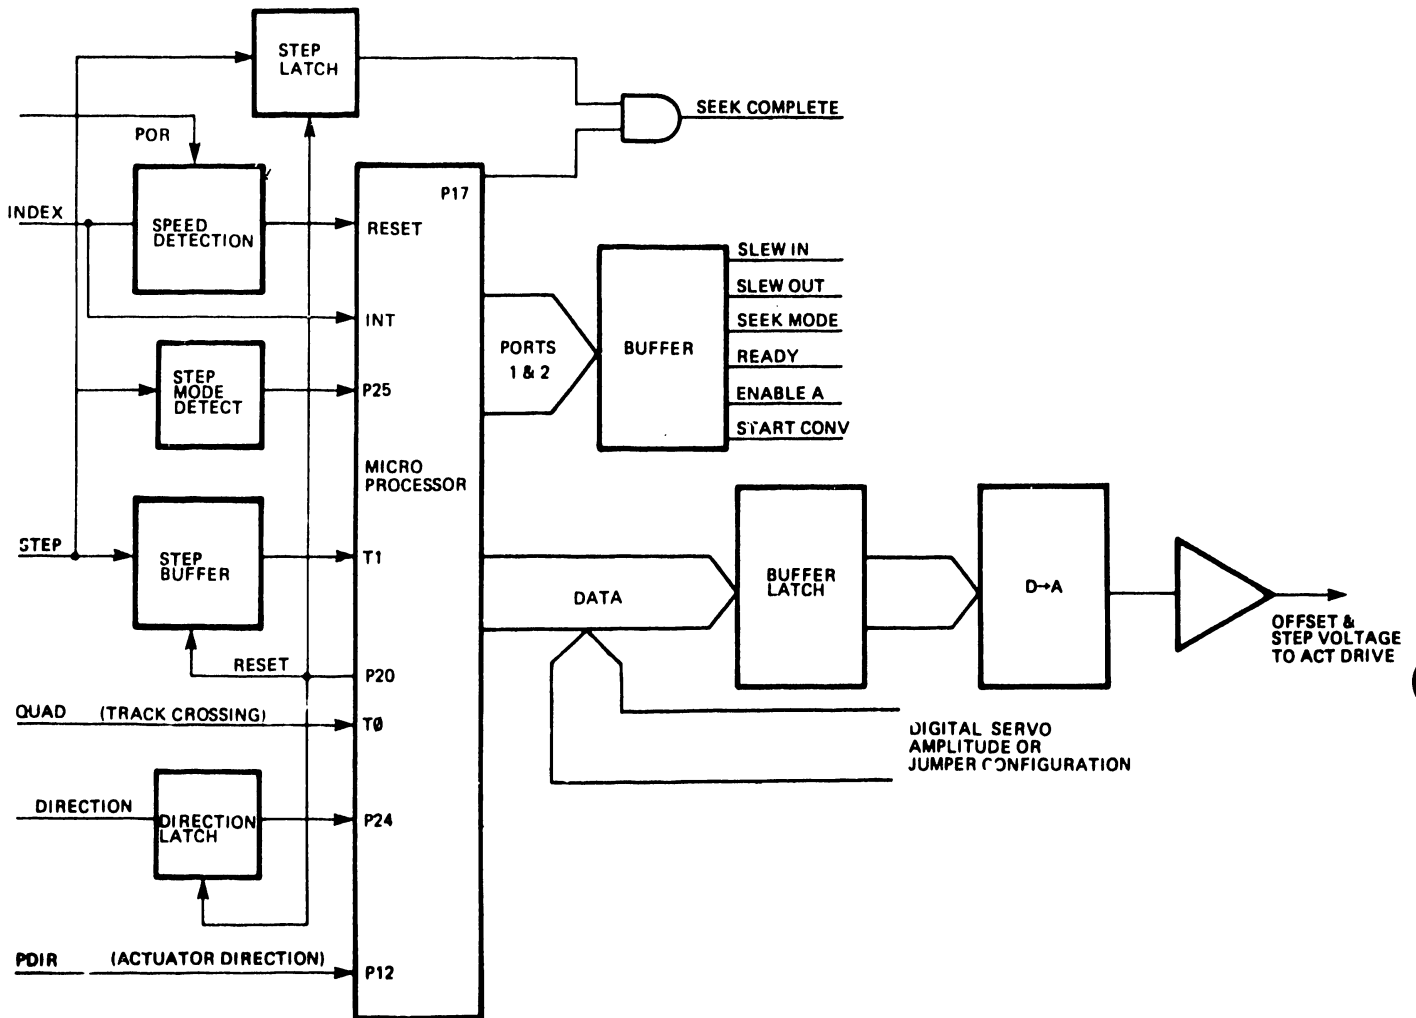 STEP
LATCH
SEEK COMPLETE
POR
P17
INDEX
SPEED
DETECTION
RESET
SLEW IN
SLEW OUT
INT
SEEK MODE
PORTS
1 & 2
BUFFER
READY
STEP
MODE
DETECT
P25
ENABLE A
START CONV
MICRO
PROCESSOR
STEP
STEP
BUFFER
T1
DATA
BUFFER
LATCH
D→A
OFFSET &
STEP VOLTAGE
TO ACT DRIVE
RESET
P20
QUAD (TRACK CROSSING)
TØ
DIGITAL SERVO
AMPLITUDE OR
JUMPER CONFIGURATION
DIRECTION
DIRECTION
LATCH
P24
PDIR (ACTUATOR DIRECTION)
P12